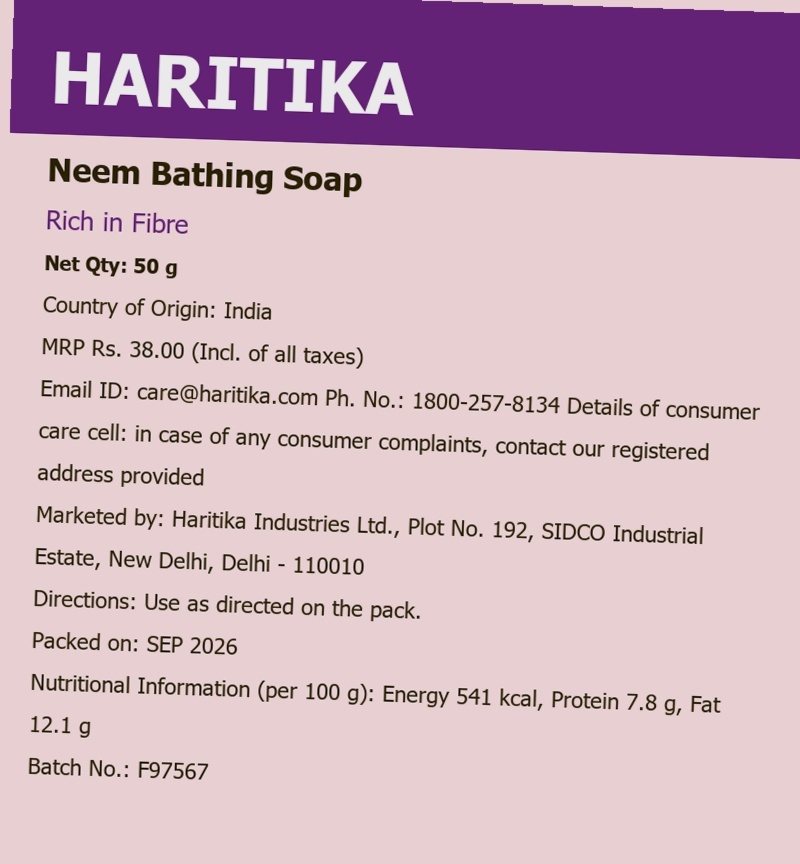 HARITIKA
Neem Bathing Soap
Rich in Fibre
Net Qty: 50 g
Country of Origin: India
MRP Rs. 38.00 (Incl. of all taxes)
Email ID: care@haritika.com Ph. No.: 1800-257-8134 Details of consumer
care cell: in case of any consumer complaints, contact our registered
address provided
Marketed by: Haritika Industries Ltd., Plot No. 192, SIDCO Industrial
Estate, New Delhi, Delhi - 110010
Directions: Use as directed on the pack.
Packed on: SEP 2026
Nutritional Information (per 100 g): Energy 541 kcal, Protein 7.8 g, Fat
12.1 g
Batch No.: F97567